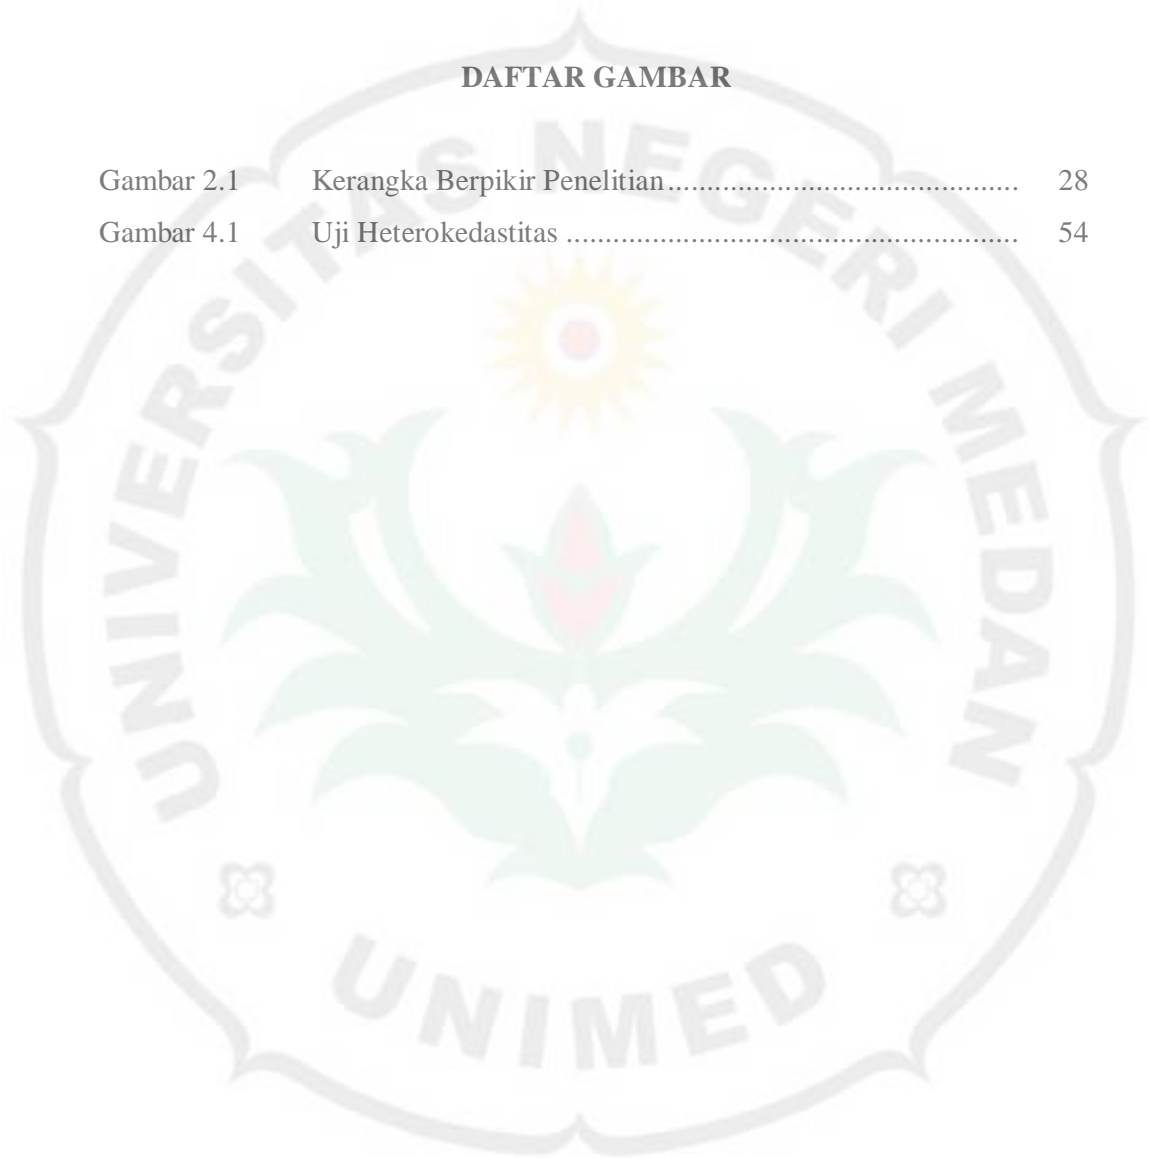 DAFTAR GAMBAR
Gambar 2.1 Kerangka Berpikir Penelitian ............................................. 28
Gambar 4.1 Uji Heterokedastitas .......................................................... 54
UNIVERSITAS NEGERI MEDAN
UNIMED